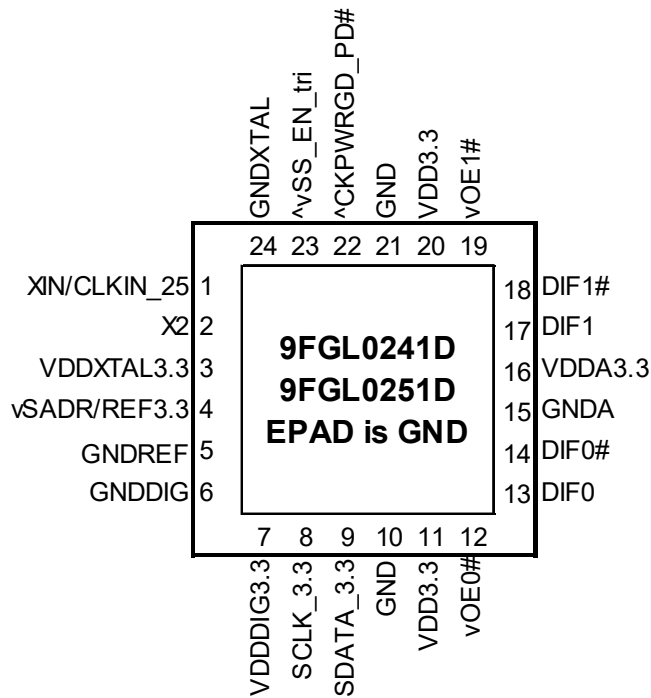 GNDXTAL
^vSS_EN_tri
^CKPWRGD_PD#
GND
VDD3.3
vOE1#
24 23 22 21 20 19
XIN/CLKIN_25 1
X2 2
VDDXTAL3.3 3
vSADR/REF3.3 4
GNDREF 5
GNDDIG 6
9FGL0241D
9FGL0251D
EPAD is GND
18 DIF1#
17 DIF1
16 VDDA3.3
15 GNDA
14 DIF0#
13 DIF0
7 8 9 10 11 12
VDDDIG3.3
SCLK_3.3
SDATA_3.3
GND
VDD3.3
vOE0#